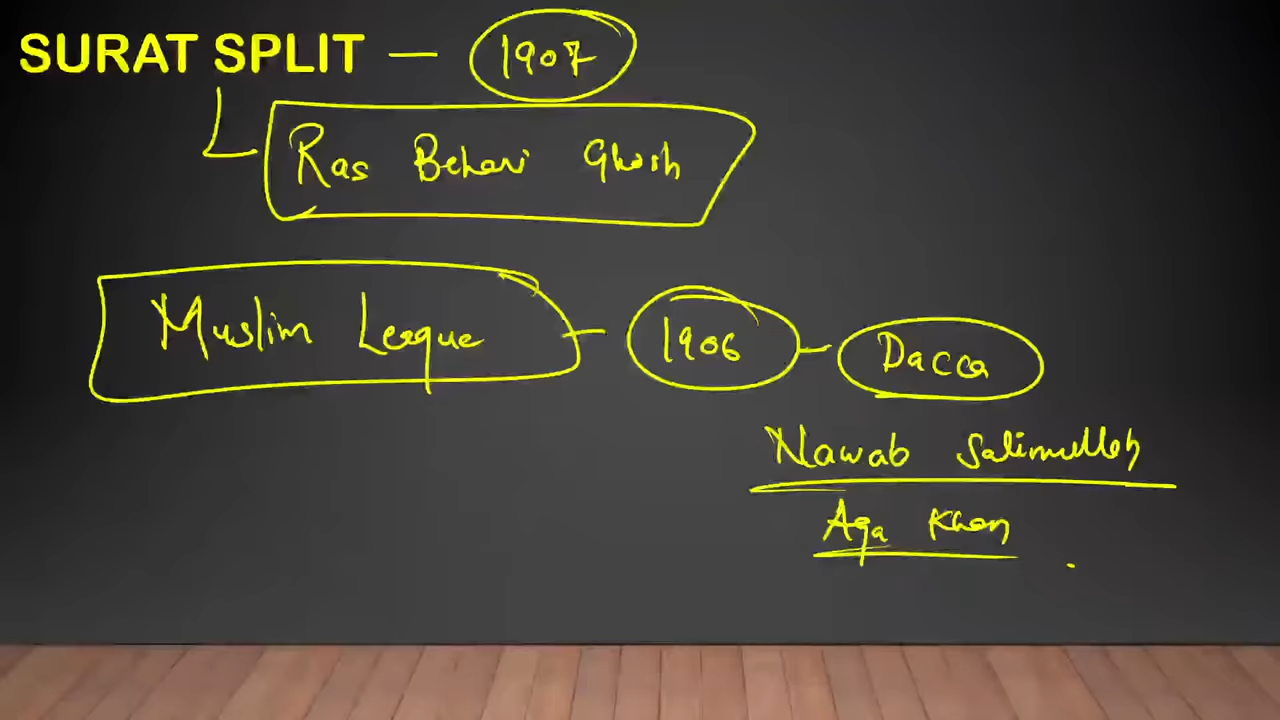 SURAT SPLIT — 1907
Ras Behari Ghosh
Muslim League - 1906 - Dacca
Nawab Salimullah
Aga Khan